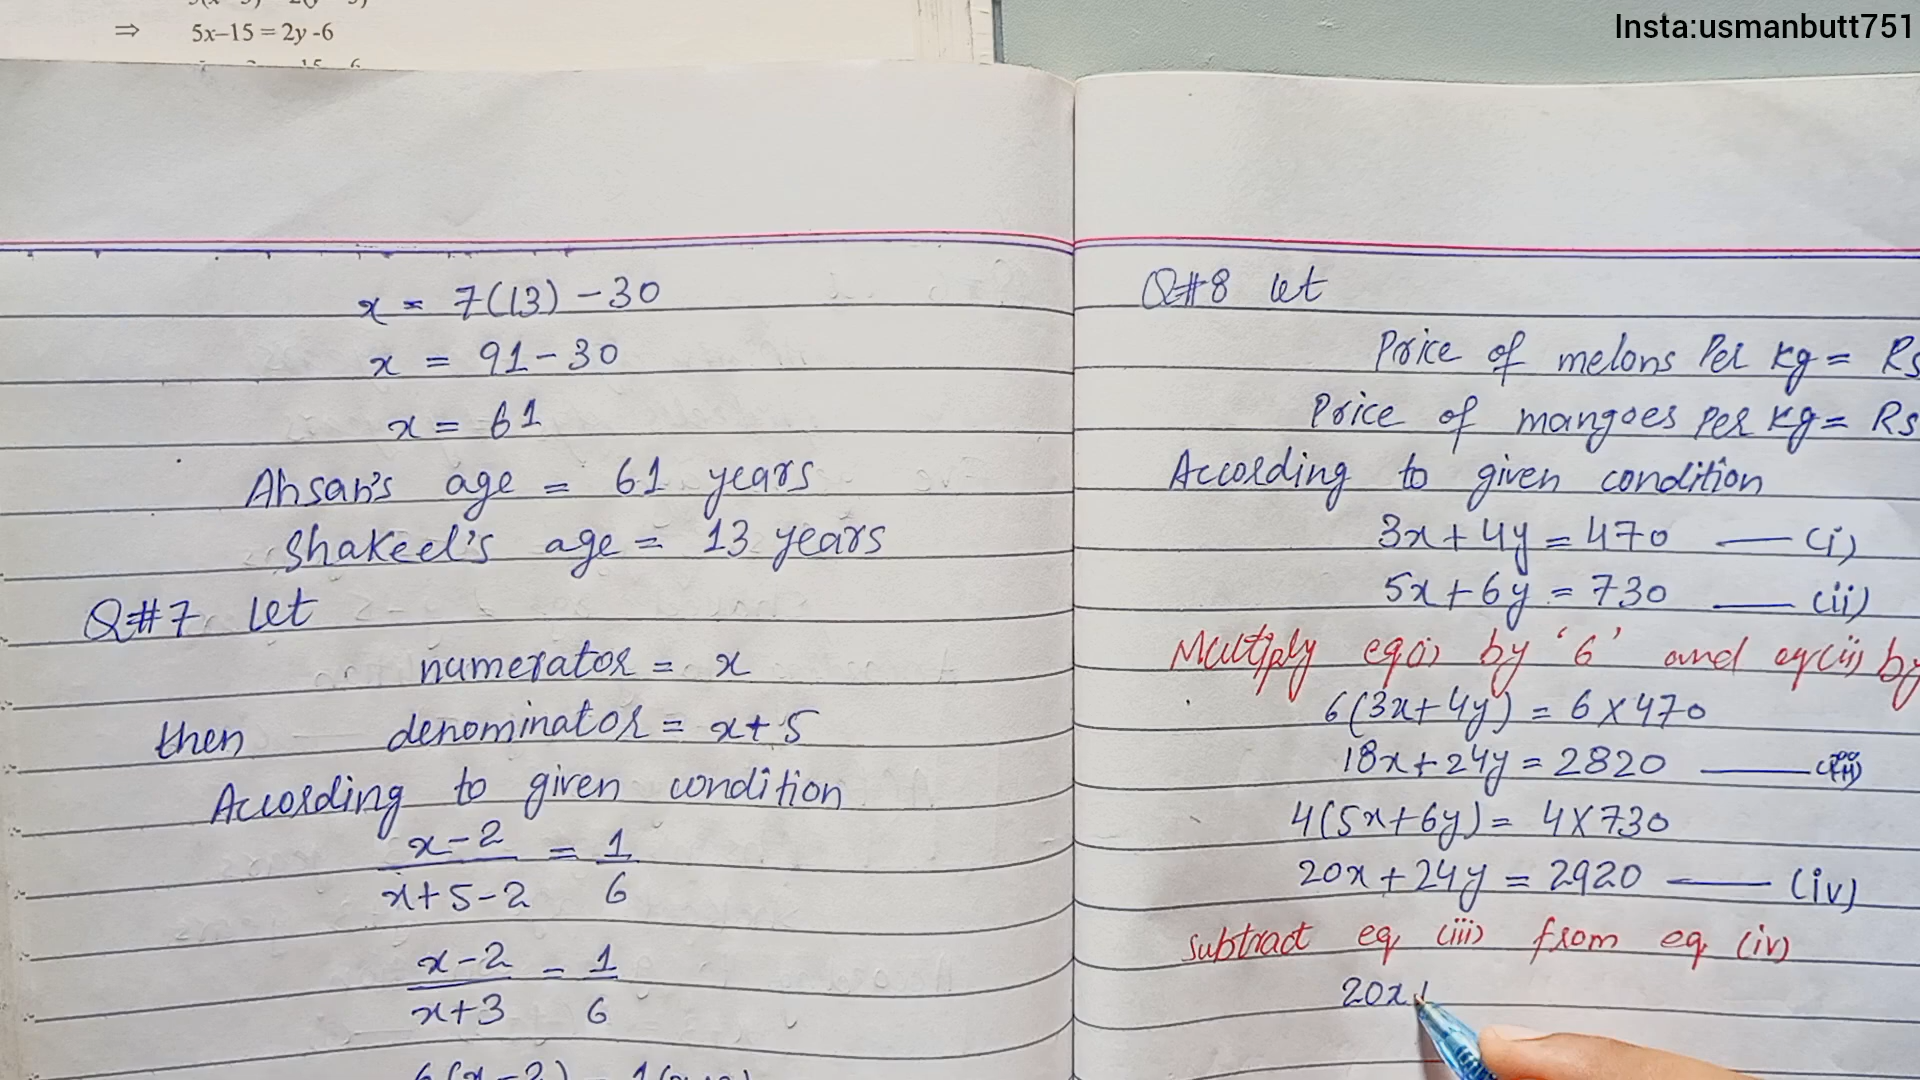 ⇒ 5x–15 = 2y -6
Insta:usmanbutt751
x = 7(13) - 30
x = 91 - 30
x = 61
Ahsan's age = 61 years
Shakeel's age = 13 years
Q#7 let
numerator = x
then denominator = x+5
According to given condition
x-2/x+5-2 = 1/6
x-2/x+3 = 1/6
Q#8 let
Price of melons Per kg = Rs
Price of mangoes Per kg = Rs
According to given condition
3x+4y = 470 — (i)
5x+6y = 730 — (ii)
Multiply eq(i) by '6' and eq(ii) by
6(3x+4y) = 6×470
18x+24y = 2820 — (iii)
4(5x+6y) = 4×730
20x+24y = 2920 — (iv)
Subtract eq (iii) from eq (iv)
20x